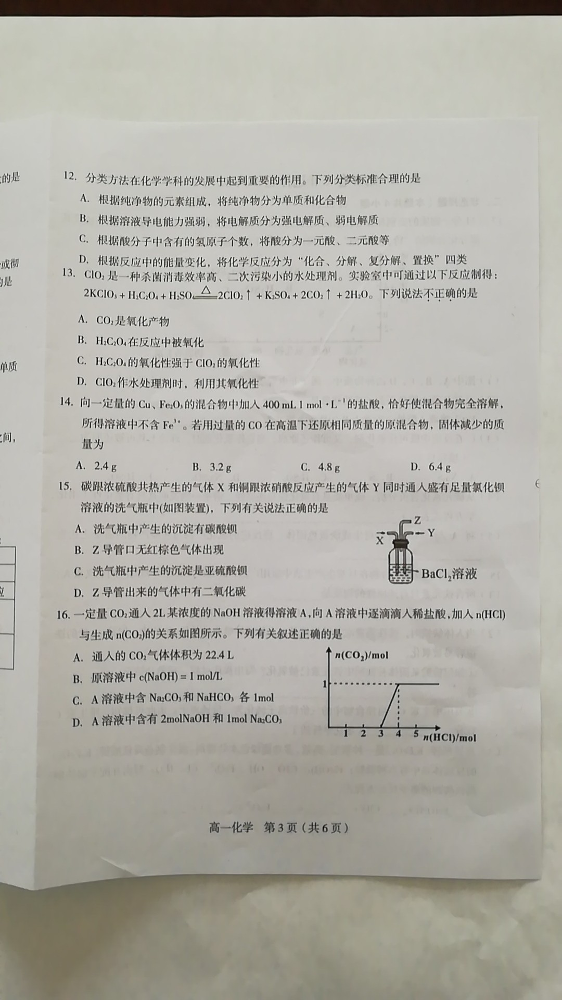 的是
或彻
的是
单质
之间，
应
12. 分类方法在化学学科的发展中起到重要的作用。下列分类标准合理的是
A. 根据纯净物的元素组成，将纯净物分为单质和化合物
B. 根据溶液导电能力强弱，将电解质分为强电解质、弱电解质
C. 根据酸分子中含有的氢原子个数，将酸分为一元酸、二元酸等
D. 根据反应中的能量变化，将化学反应分为“化合、分解、复分解、置换”四类
13. ClO₂是一种杀菌消毒效率高、二次污染小的水处理剂。实验室中可通过以下反应制得：
2KClO₃ + H₂C₂O₄ + H₂SO₄ ≜ 2ClO₂↑ + K₂SO₄ + 2CO₂↑ + 2H₂O。下列说法不正确的是
A. CO₂是氧化产物
B. H₂C₂O₄在反应中被氧化
C. H₂C₂O₄的氧化性强于ClO₂的氧化性
D. ClO₂作水处理剂时，利用其氧化性
14. 向一定量的Cu、Fe₂O₃的混合物中加入400 mL 1 mol·L⁻¹的盐酸，恰好使混合物完全溶解，
所得溶液中不含Fe³⁺。若用过量的CO在高温下还原相同质量的原混合物，固体减少的质
量为
A. 2.4 g B. 3.2 g C. 4.8 g D. 6.4 g
15. 碳跟浓硫酸共热产生的气体X和铜跟浓硝酸反应产生的气体Y同时通入盛有足量氯化钡
溶液的洗气瓶中(如图装置)，下列有关说法正确的是
A. 洗气瓶中产生的沉淀有碳酸钡
B. Z导管口无红棕色气体出现
C. 洗气瓶中产生的沉淀是亚硫酸钡
D. Z导管出来的气体中有二氧化碳
Z
X
Y
BaCl₂溶液
16. 一定量CO₂通入2L某浓度的NaOH溶液得溶液A，向A溶液中逐滴滴入稀盐酸，加入n(HCl)
与生成n(CO₂)的关系如图所示。下列有关叙述正确的是
A. 通入的CO₂气体体积为22.4 L
B. 原溶液中c(NaOH) = 1 mol/L
C. A溶液中含Na₂CO₃和NaHCO₃各1mol
D. A溶液中含有2molNaOH和1mol Na₂CO₃
n(CO₂)/mol
1
1 2 3 4 5 n(HCl)/mol
高一化学 第3页（共6页）